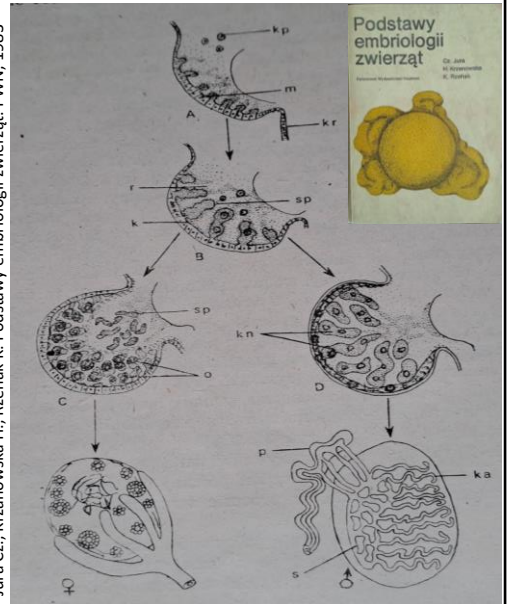 Jura Cz., Krzanowska H., Rzehak K. Podstawy embriologii zwierząt. PWN, 1983
Podstawy
embriologii
zwierząt
Cz. Jura
H. Krzanowska
K. Rzehak
kp
m
A
kr
r
sp
k
B
sp
o
C
kn
D
p
ka
s
♀
♂